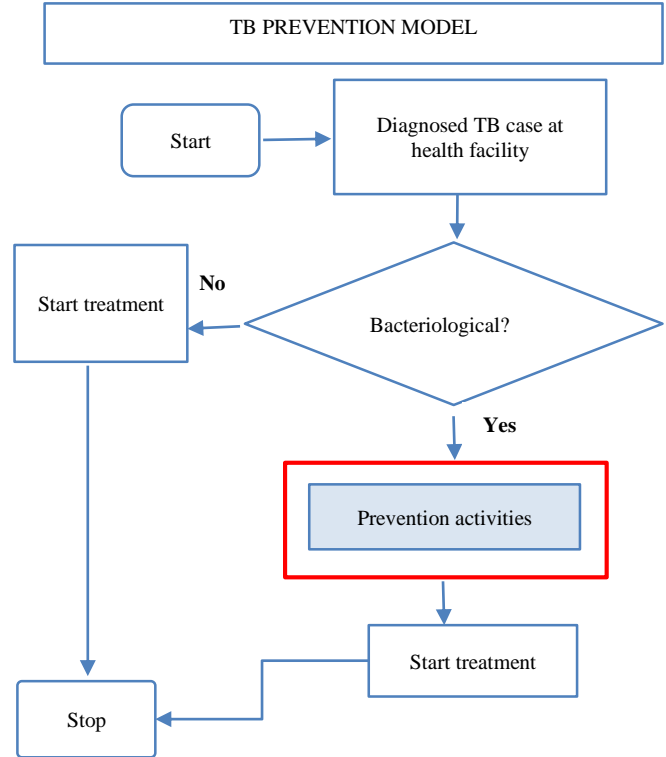 TB PREVENTION MODEL
Start
Diagnosed TB case at
health facility
No
Start treatment
Bacteriological?
Yes
Prevention activities
Start treatment
Stop